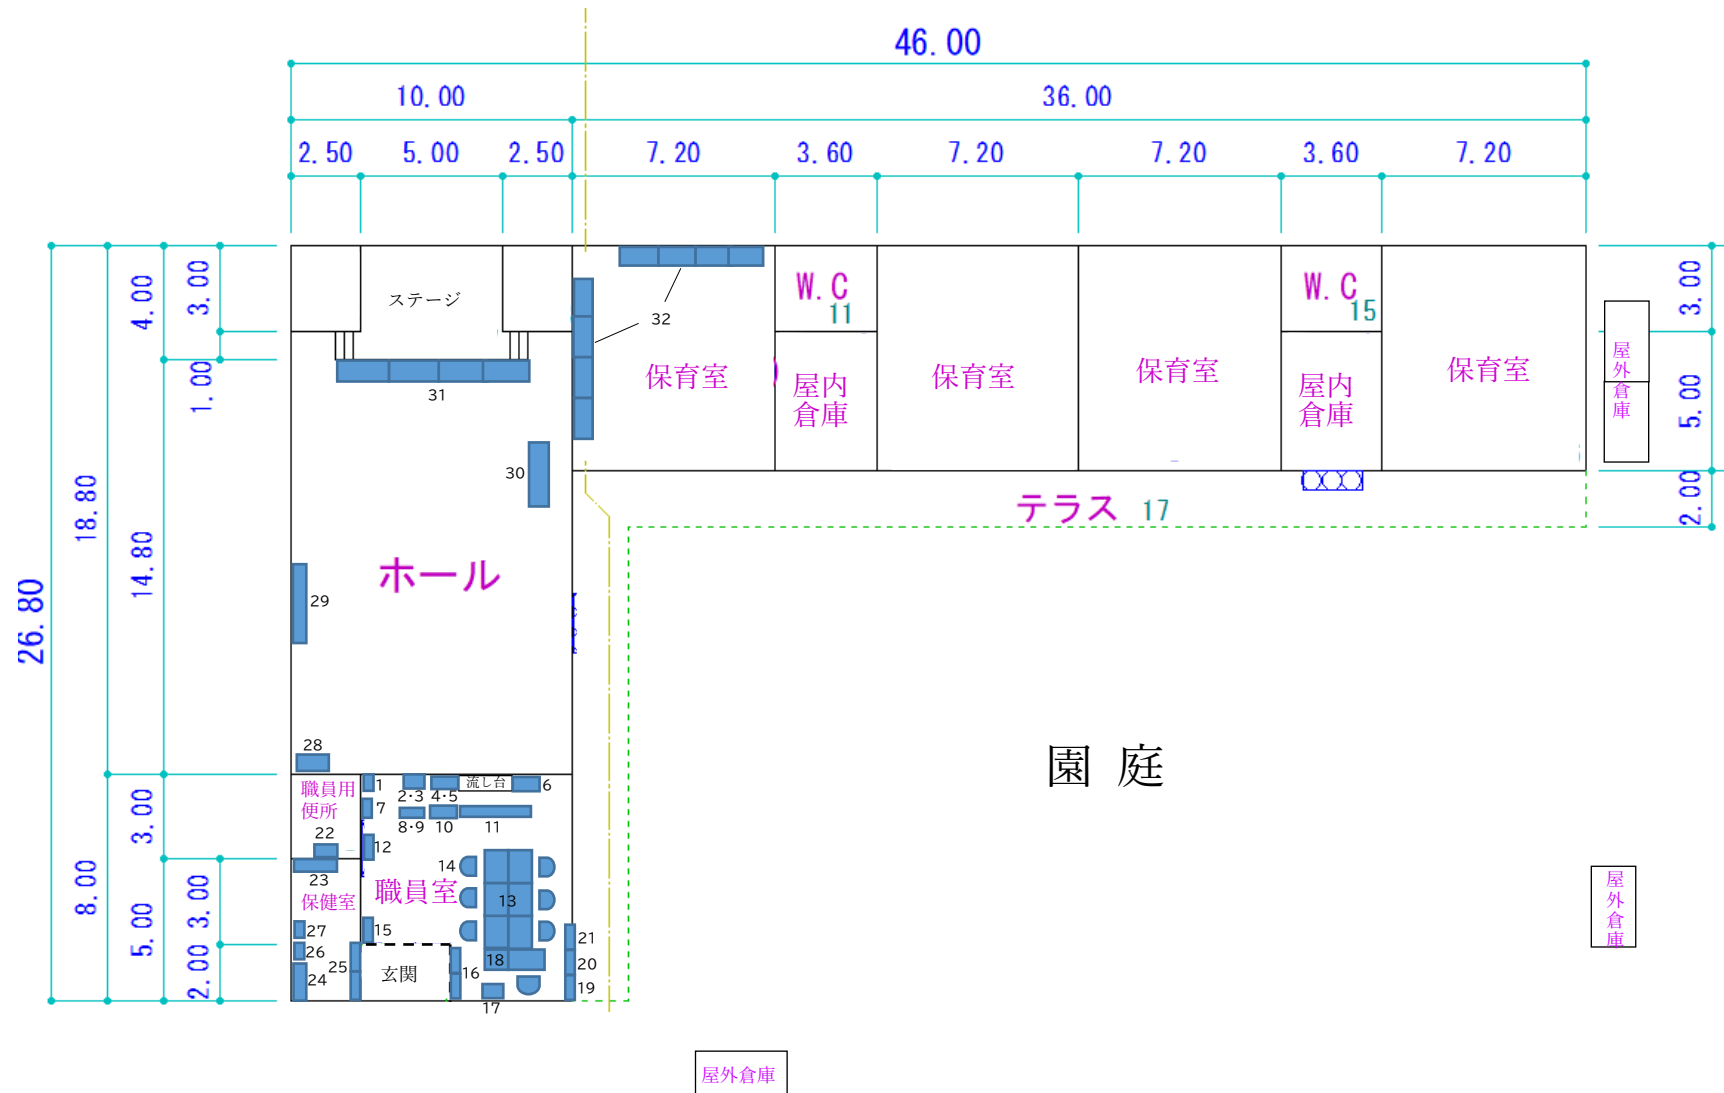 46.00
10.00
36.00
2.50
5.00
2.50
7.20
3.60
7.20
7.20
3.60
7.20
26.80
18.80
8.00
4.00
14.80
3.00
5.00
3.00
1.00
3.00
2.00
3.00
5.00
2.00
ステージ
31
30
ホール
29
28
32
保育室
W.C
11
屋内
倉庫
保育室
保育室
W.C
15
屋内
倉庫
保育室
屋外倉庫
テラス 17
園庭
職員用
便所
22
23
保健室
27
26
24
25
1
2・3
4・5
流し台
6
7
8・9
10
11
12
14
13
職員室
15
玄関
16
18
17
21
20
19
屋外倉庫
屋外倉庫